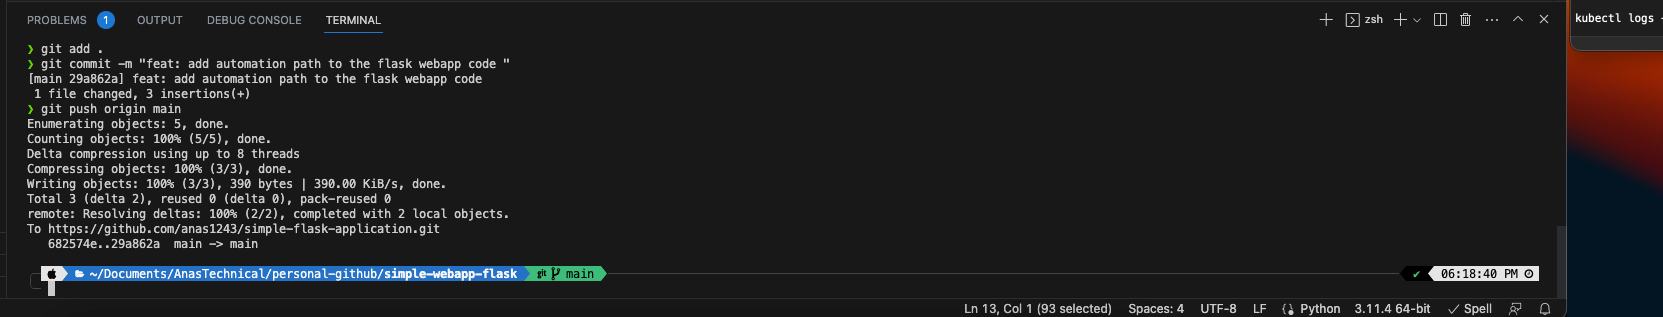 PROBLEMS 1 OUTPUT DEBUG CONSOLE TERMINAL zsh
kubectl logs -
❯ git add .
❯ git commit -m "feat: add automation path to the flask webapp code "
[main 29a862a] feat: add automation path to the flask webapp code
1 file changed, 3 insertions(+)
❯ git push origin main
Enumerating objects: 5, done.
Counting objects: 100% (5/5), done.
Delta compression using up to 8 threads
Compressing objects: 100% (3/3), done.
Writing objects: 100% (3/3), 390 bytes | 390.00 KiB/s, done.
Total 3 (delta 2), reused 0 (delta 0), pack-reused 0
remote: Resolving deltas: 100% (2/2), completed with 2 local objects.
To https://github.com/anas1243/simple-flask-application.git
682574e..29a862a main -> main
~/Documents/AnasTechnical/personal-github/simple-webapp-flask git main ✔ 06:18:40 PM
Ln 13, Col 1 (93 selected) Spaces: 4 UTF-8 LF Python 3.11.4 64-bit Spell